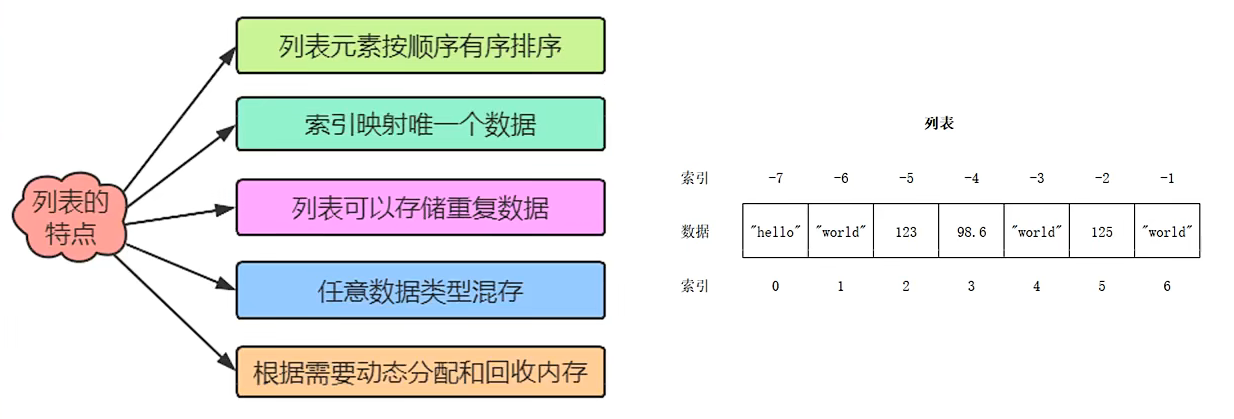 列表元素按顺序有序排序
索引映射唯一个数据
列表可以存储重复数据
任意数据类型混存
根据需要动态分配和回收内存
列表的
特点
列表
索引 -7 -6 -5 -4 -3 -2 -1
数据 "hello" "world" 123 98.6 "world" 125 "world"
索引 0 1 2 3 4 5 6